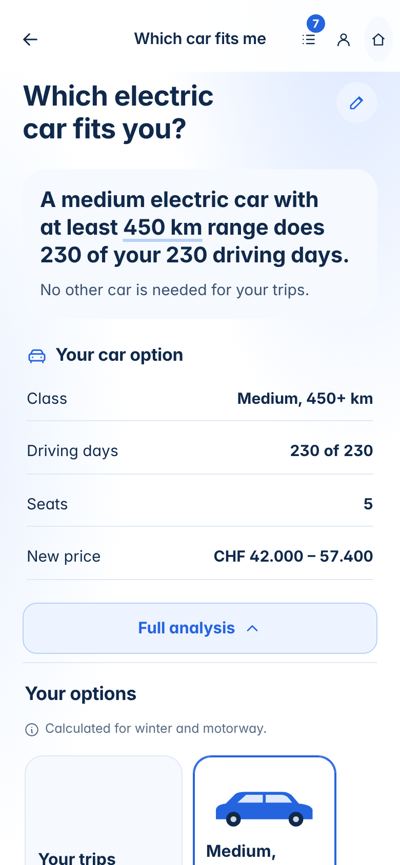 Which car fits me
7
Which electric
car fits you?
A medium electric car with
at least 450 km range does
230 of your 230 driving days.
No other car is needed for your trips.
Your car option
Class
Medium, 450+ km
Driving days
230 of 230
Seats
5
New price
CHF 42.000 – 57.400
Full analysis
Your options
Calculated for winter and motorway.
Your trips
Medium,